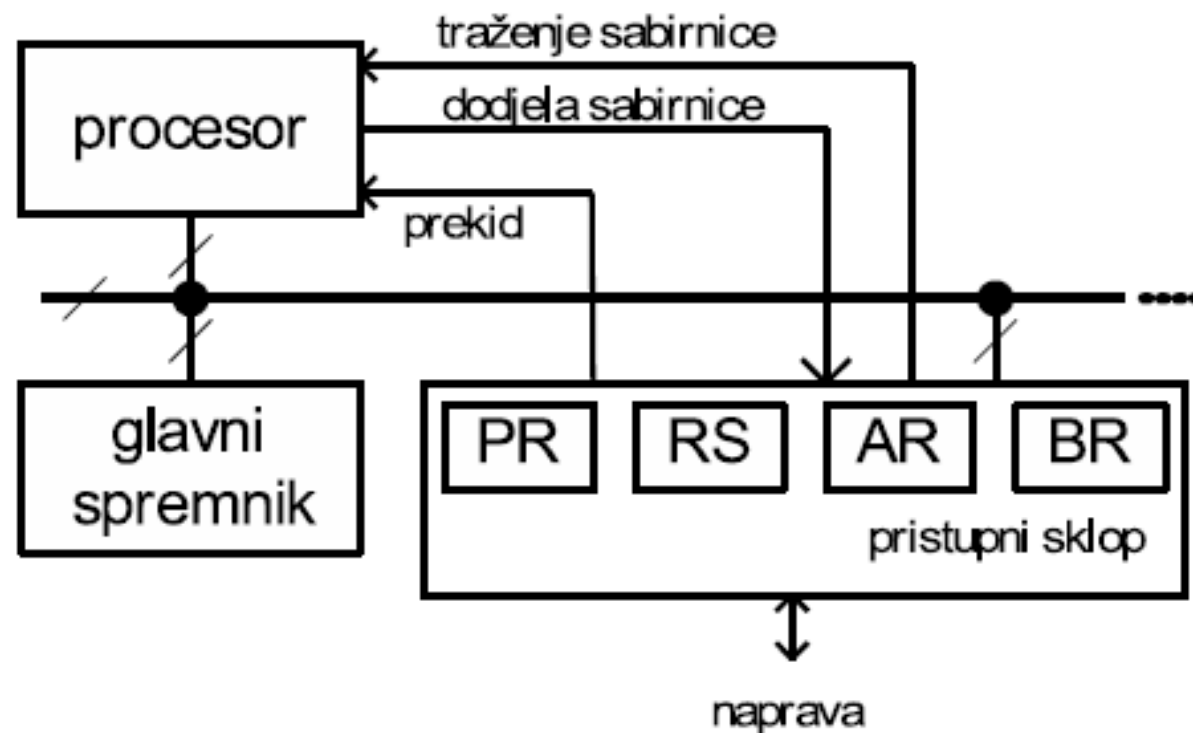 traženje sabirnice
procesor
dodjela sabirnice
prekid
glavni
spremnik
PR
RS
AR
BR
pristupni sklop
naprava